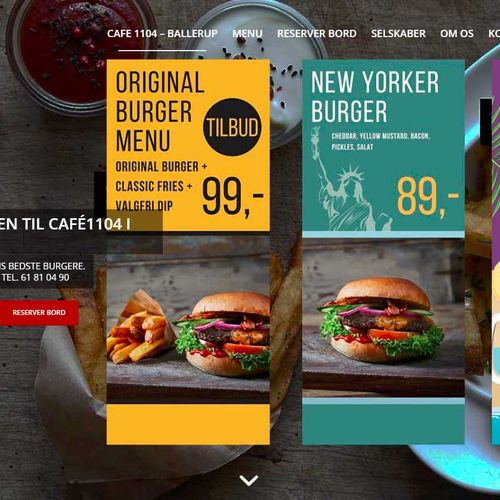 CAFE 1104 – BALLERUP MENU RESERVER BORD SELSKABER OM OS
ORIGINAL
BURGER
MENU
TILBUD
ORIGINAL BURGER +
CLASSIC FRIES +
VALGFRI DIP
99,-
NEW YORKER
BURGER
CHEDDAR, YELLOW MUSTARD, BACON,
PICKLES, SALAT
89,-
EN TIL CAFÉ1104 I
S BEDSTE BURGERE.
TEL. 61 81 04 90
RESERVER BORD